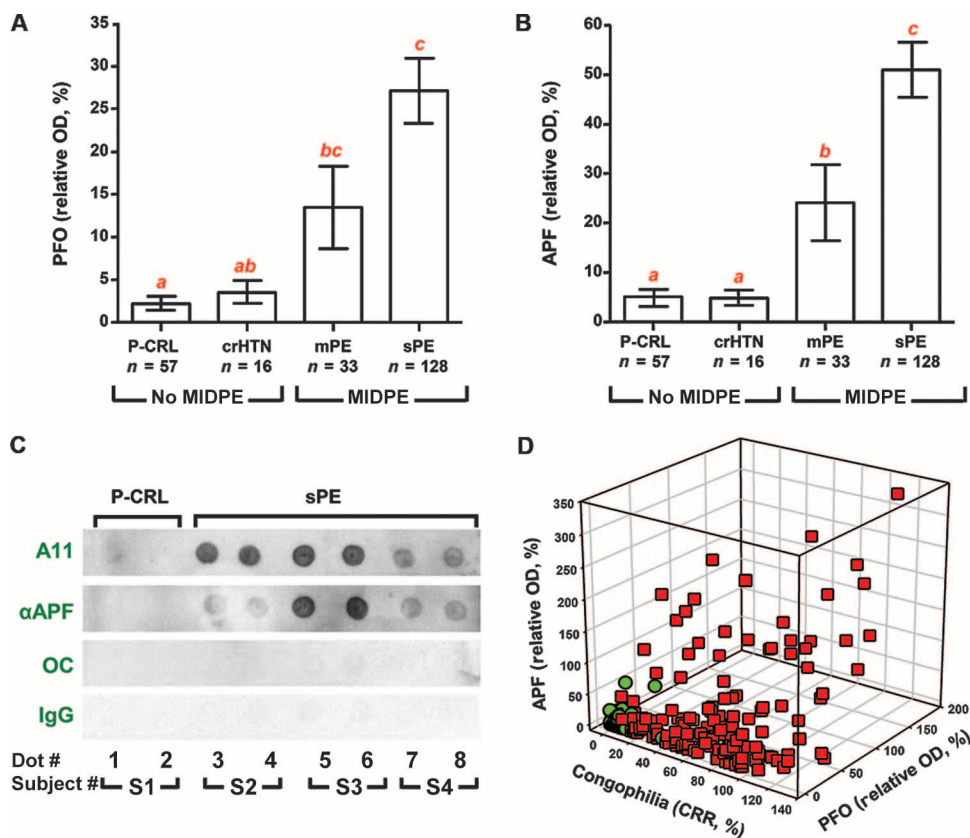 A
PFO (relative OD, %)
35
30
25
20
15
10
5
0
a
ab
bc
c
P-CRL crHTN mPE sPE
n = 57 n = 16 n = 33 n = 128
No MIDPE MIDPE
B
APF (relative OD, %)
60
50
40
30
20
10
0
a
a
b
c
P-CRL crHTN mPE sPE
n = 57 n = 16 n = 33 n = 128
No MIDPE MIDPE
C
P-CRL sPE
A11
αAPF
OC
IgG
Dot # 1 2 3 4 5 6 7 8
Subject # S1 S2 S3 S4
D
APF (relative OD, %)
350
300
250
200
150
100
50
0
Congophilia (CRR, %)
0 20 40 60 80 100 120 140
PFO (relative OD, %)
0 50 100 150 200